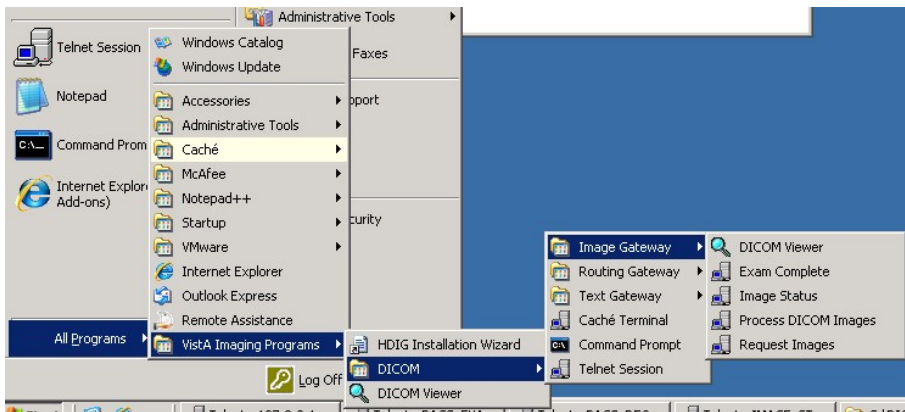 Administrative Tools
Telnet Session
Windows Catalog
Faxes
Windows Update
Notepad
Accessories
pport
Administrative Tools
Command Prom
Caché
McAfee
Internet Explor
Add-ons)
Notepad++
Startup
curity
VMware
Internet Explorer
Outlook Express
Remote Assistance
All Programs
VistA Imaging Programs
HDIG Installation Wizard
DICOM
DICOM Viewer
Image Gateway
Routing Gateway
Text Gateway
Caché Terminal
Command Prompt
Telnet Session
DICOM Viewer
Exam Complete
Image Status
Process DICOM Images
Request Images
Log Off